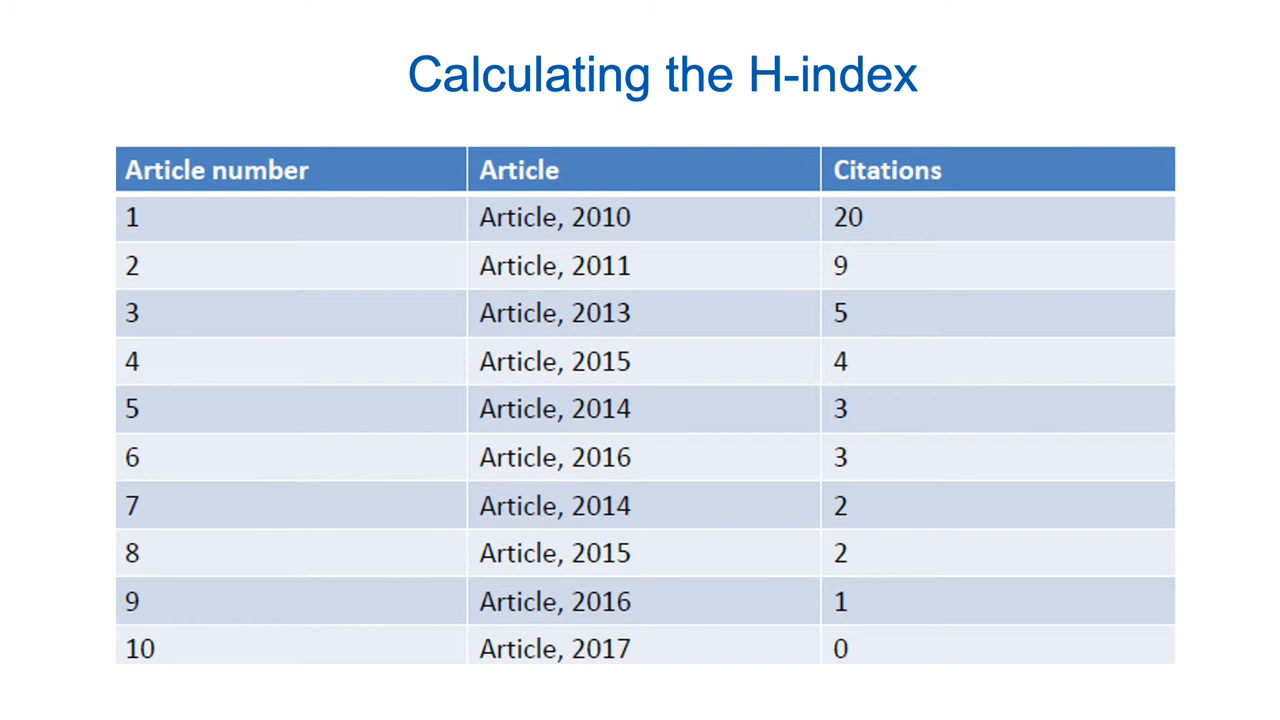 Calculating the H-index
Article number Article Citations
1 Article, 2010 20
2 Article, 2011 9
3 Article, 2013 5
4 Article, 2015 4
5 Article, 2014 3
6 Article, 2016 3
7 Article, 2014 2
8 Article, 2015 2
9 Article, 2016 1
10 Article, 2017 0